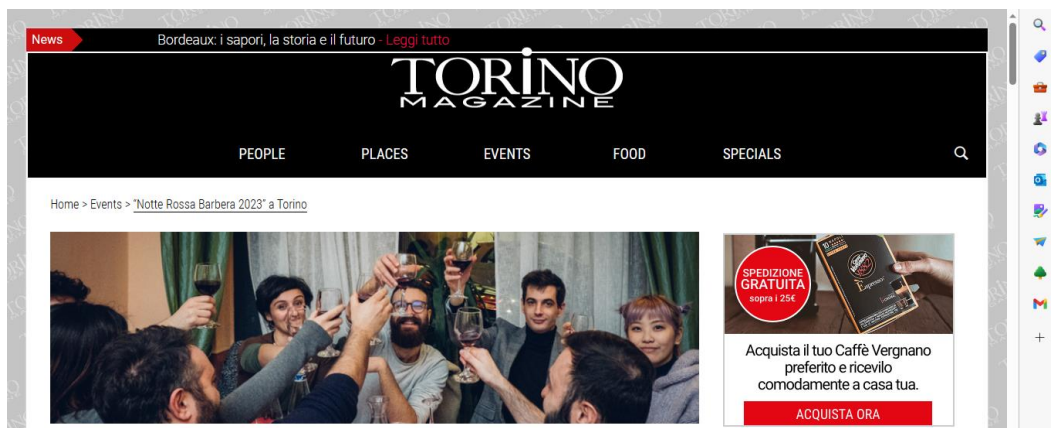 News
Bordeaux: i sapori, la storia e il futuro - Leggi tutto
TORINO
MAGAZINE
PEOPLE PLACES EVENTS FOOD SPECIALS
Home > Events > "Notte Rossa Barbera 2023" a Torino
SPEDIZIONE
GRATUITA
sopra i 25€
Acquista il tuo Caffè Vergnano
preferito e ricevilo
comodamente a casa tua.
ACQUISTA ORA